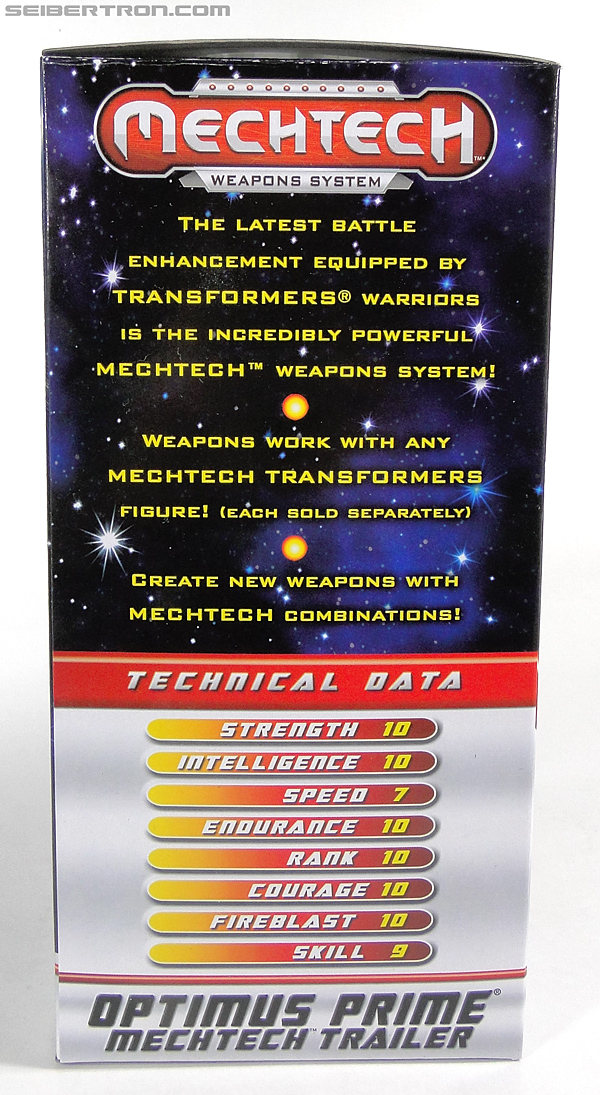 SEIBERTRON.COM
MECHTECH™
WEAPONS SYSTEM
THE LATEST BATTLE
ENHANCEMENT EQUIPPED BY
TRANSFORMERS® WARRIORS
IS THE INCREDIBLY POWERFUL
MECHTECH™ WEAPONS SYSTEM!
WEAPONS WORK WITH ANY
MECHTECH TRANSFORMERS
FIGURE! (EACH SOLD SEPARATELY)
CREATE NEW WEAPONS WITH
MECHTECH COMBINATIONS!
TECHNICAL DATA
STRENGTH 10
INTELLIGENCE 10
SPEED 7
ENDURANCE 10
RANK 10
COURAGE 10
FIREBLAST 10
SKILL 9
OPTIMUS PRIME®
MECHTECH™ TRAILER